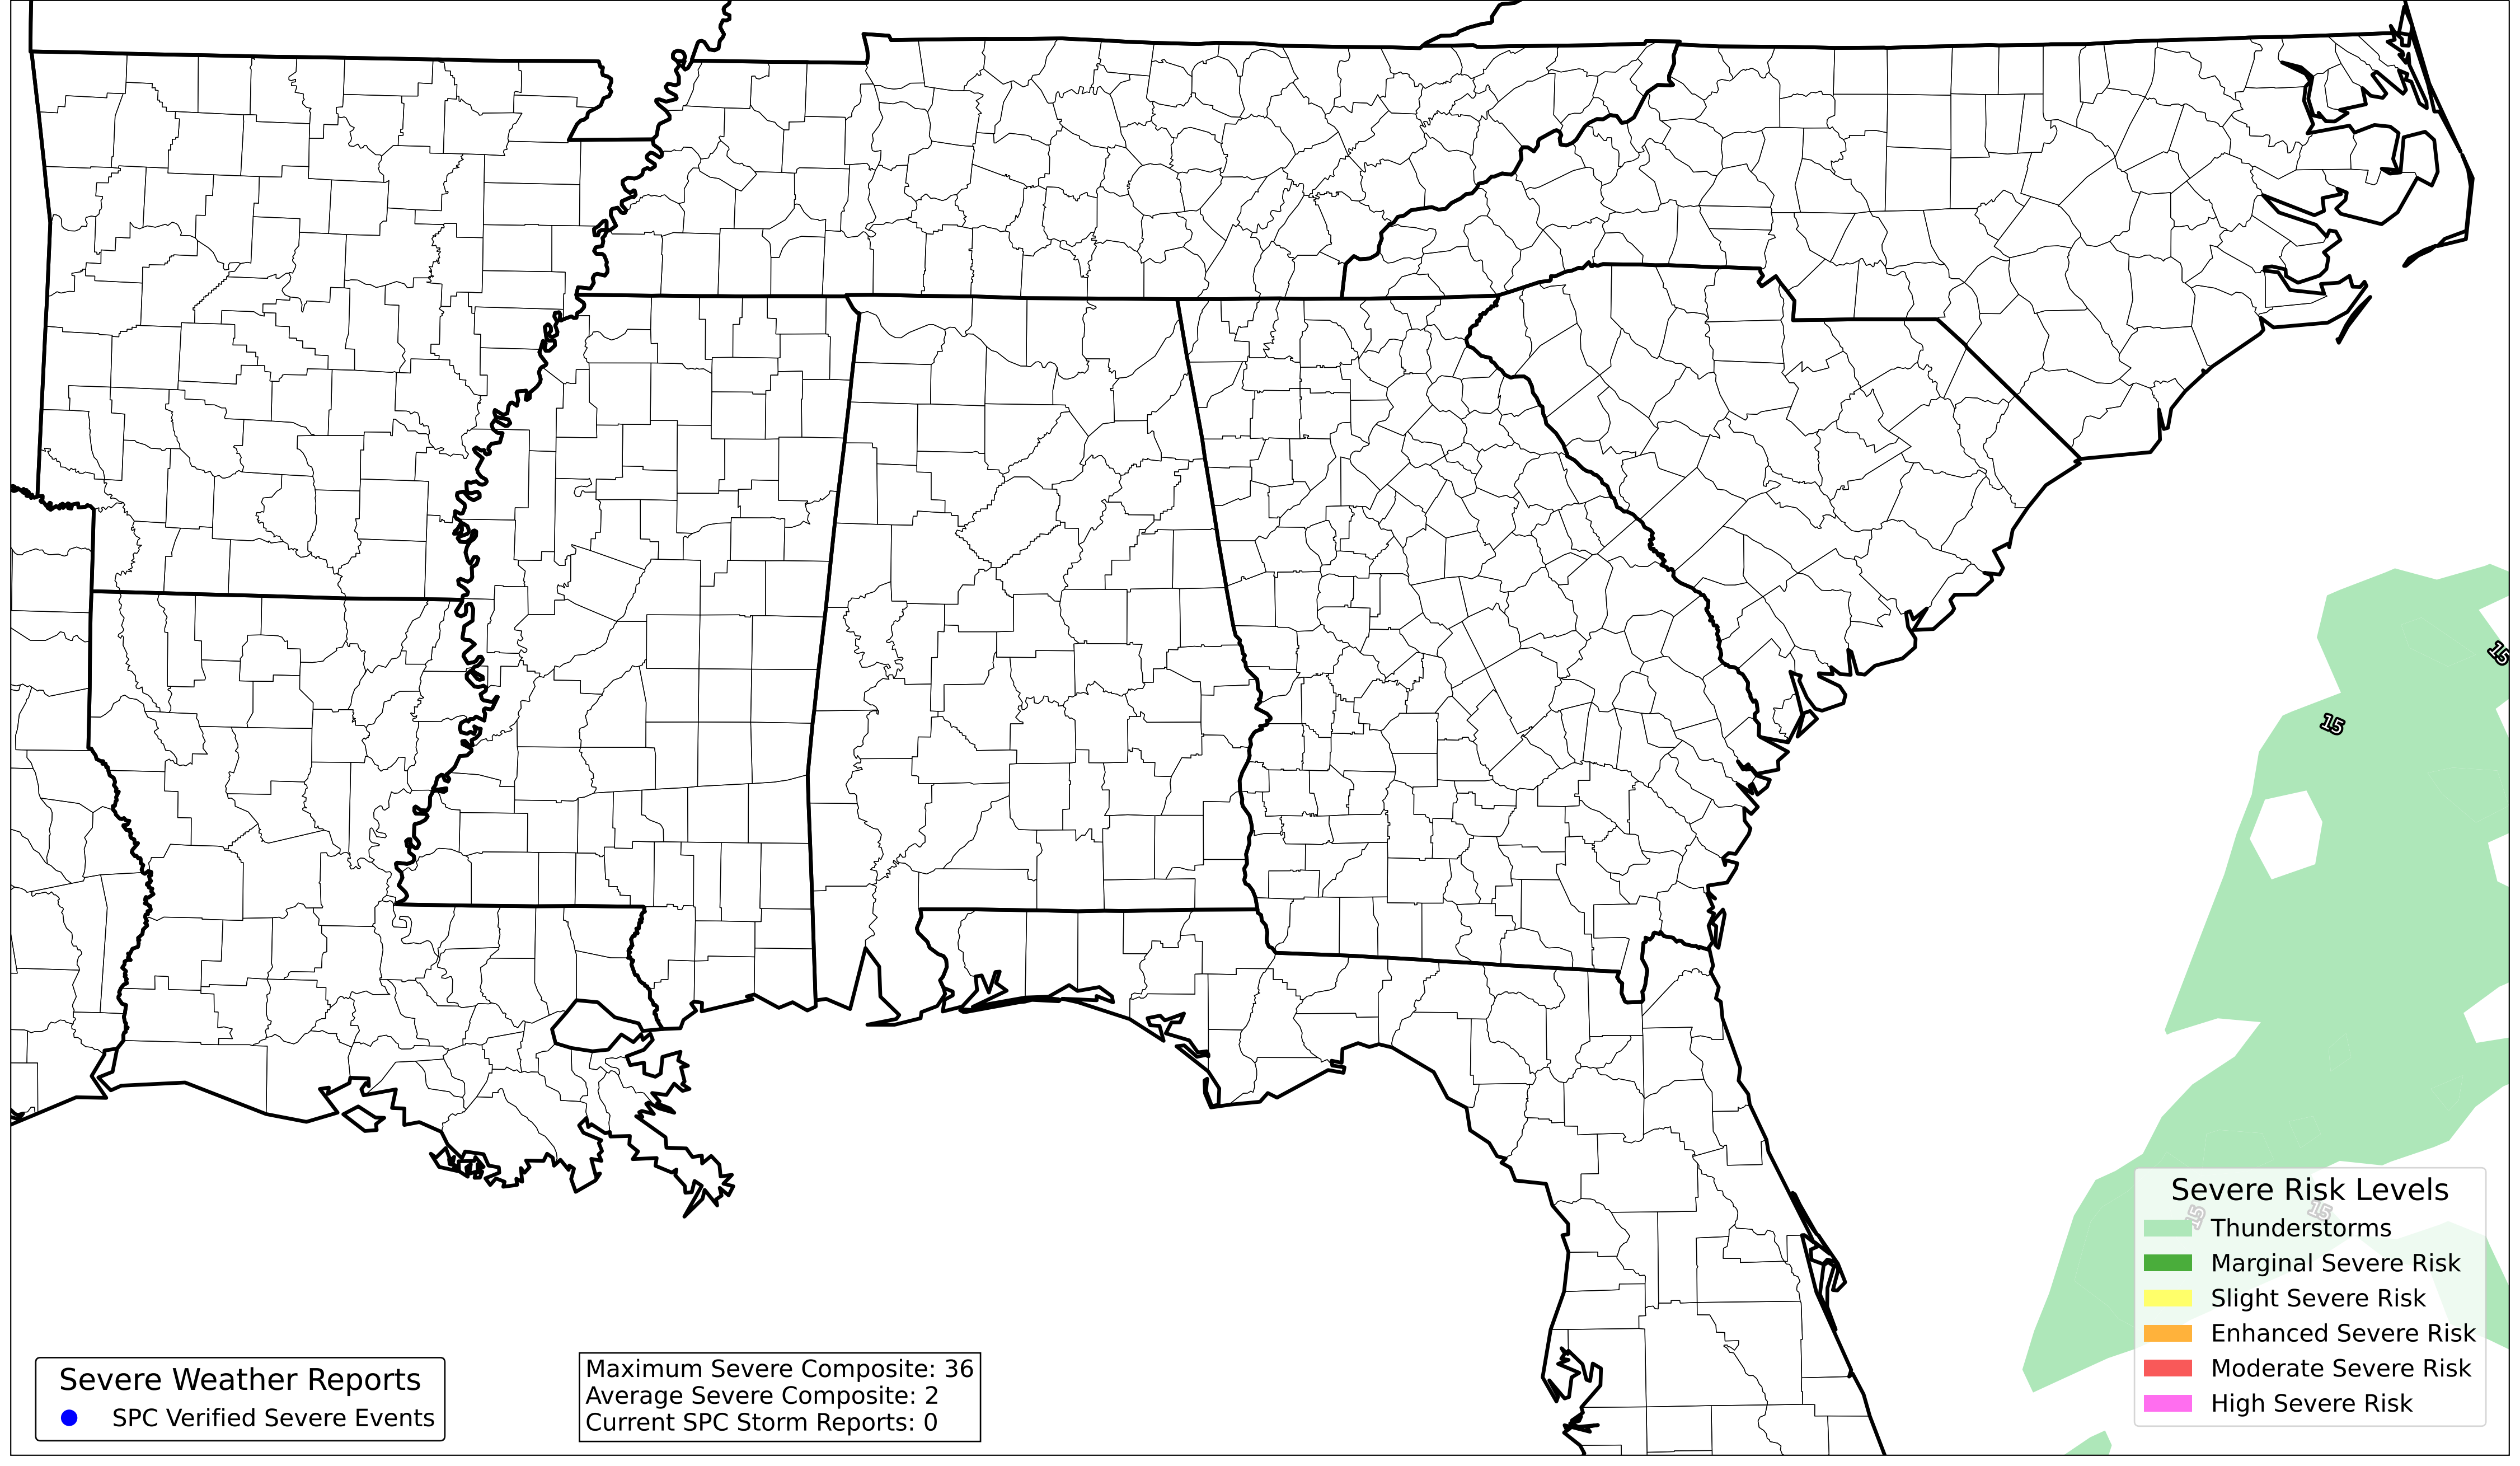 15
15
15
15
Severe Risk Levels
Thunderstorms
Marginal Severe Risk
Slight Severe Risk
Enhanced Severe Risk
Moderate Severe Risk
High Severe Risk
Severe Weather Reports
SPC Verified Severe Events
Maximum Severe Composite: 36
Average Severe Composite: 2
Current SPC Storm Reports: 0